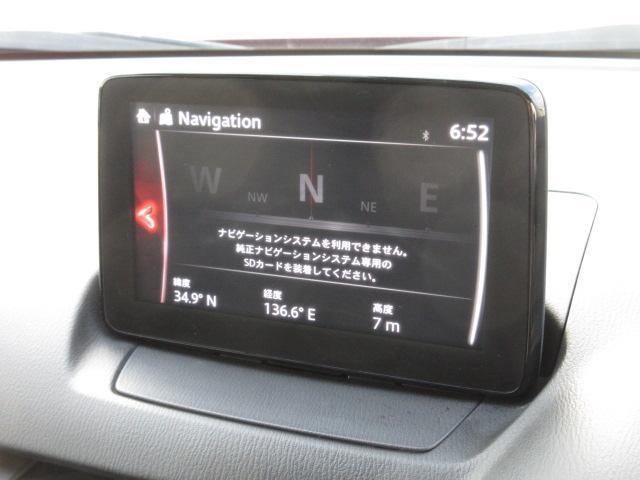 Navigation
6:52
W NW N NE E
ナビゲーションシステムを利用できません。
純正ナビゲーションシステム専用の
SDカードを装着してください。
緯度 経度 高度
34.9° N 136.6° E 7 m